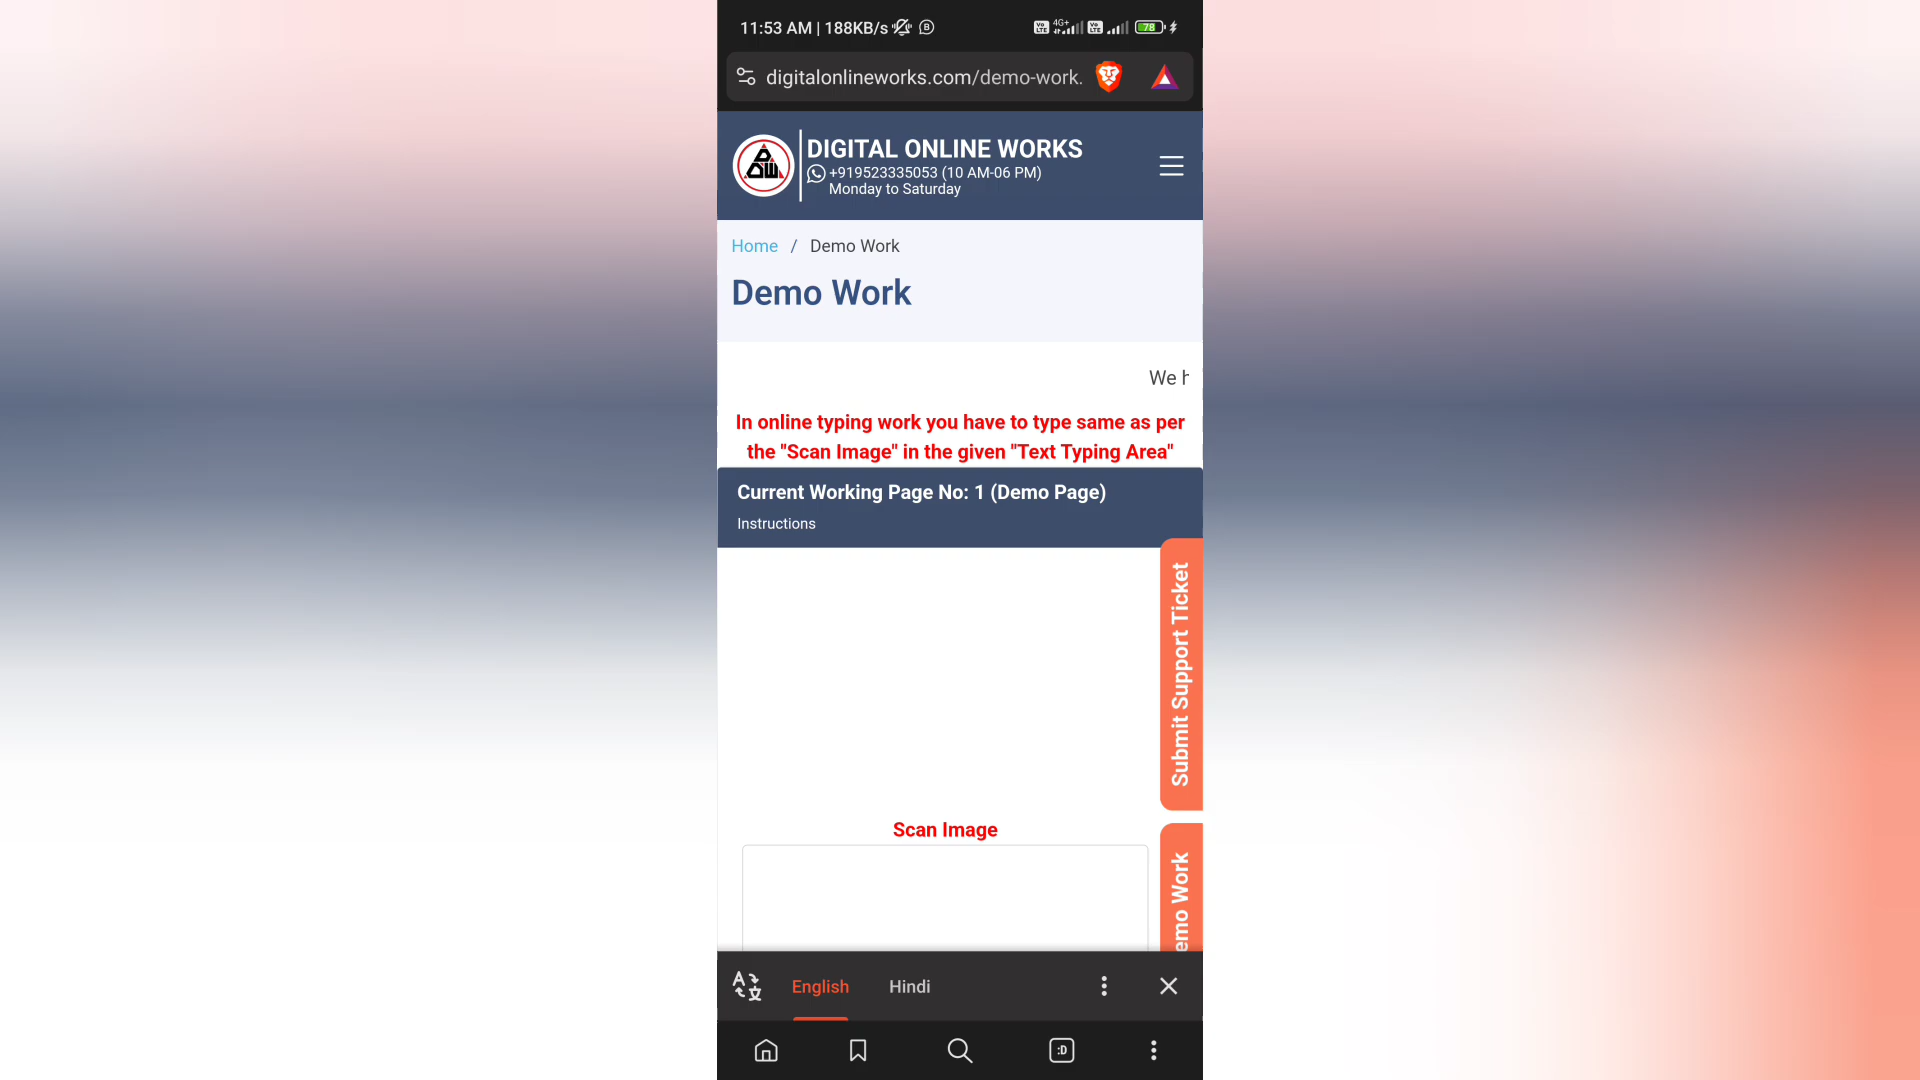 11:53 AM | 188KB/s
4G+
78
digitalonlineworks.com/demo-work.
DIGITAL ONLINE WORKS
+919523335053 (10 AM-06 PM)
Monday to Saturday
Home / Demo Work
Demo Work
We h
In online typing work you have to type same as per
the "Scan Image" in the given "Text Typing Area"
Current Working Page No: 1 (Demo Page)
Instructions
Submit Support Ticket
Scan Image
emo Work
English Hindi
:D